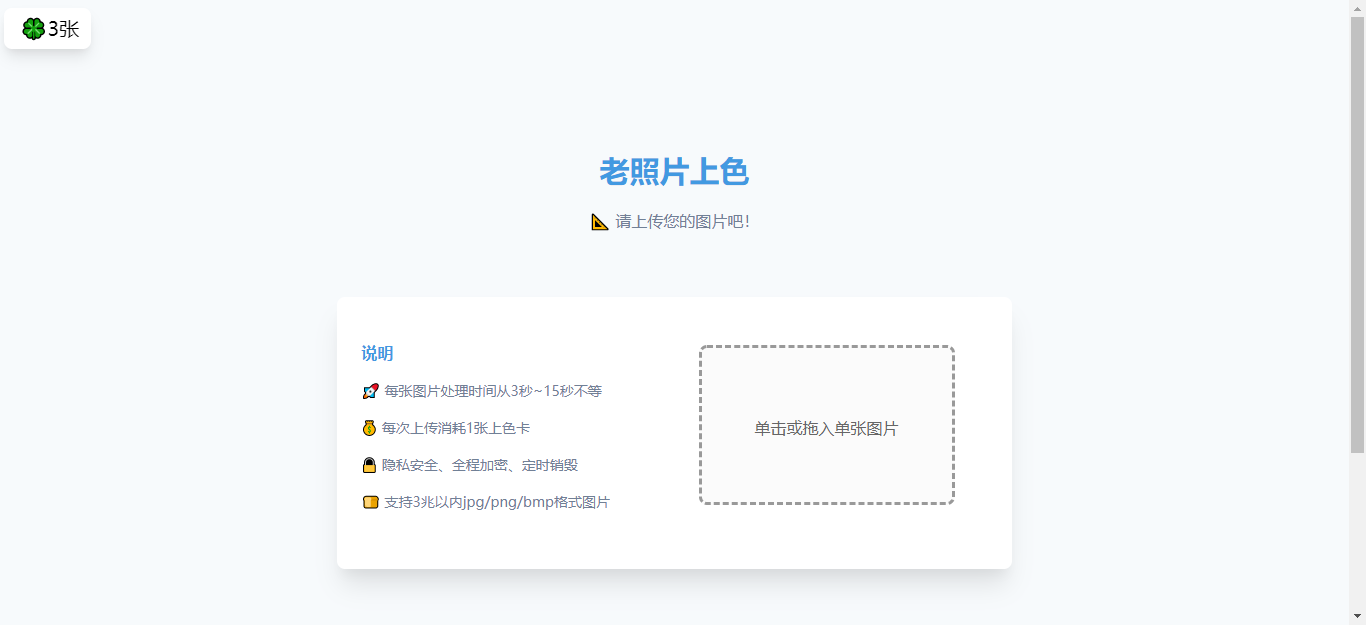 🍀3张
老照片上色
📐 请上传您的图片吧!
说明
🚀 每张图片处理时间从3秒~15秒不等
💰 每次上传消耗1张上色卡
🔒 隐私安全、全程加密、定时销毁
🎫 支持3兆以内jpg/png/bmp格式图片
单击或拖入单张图片